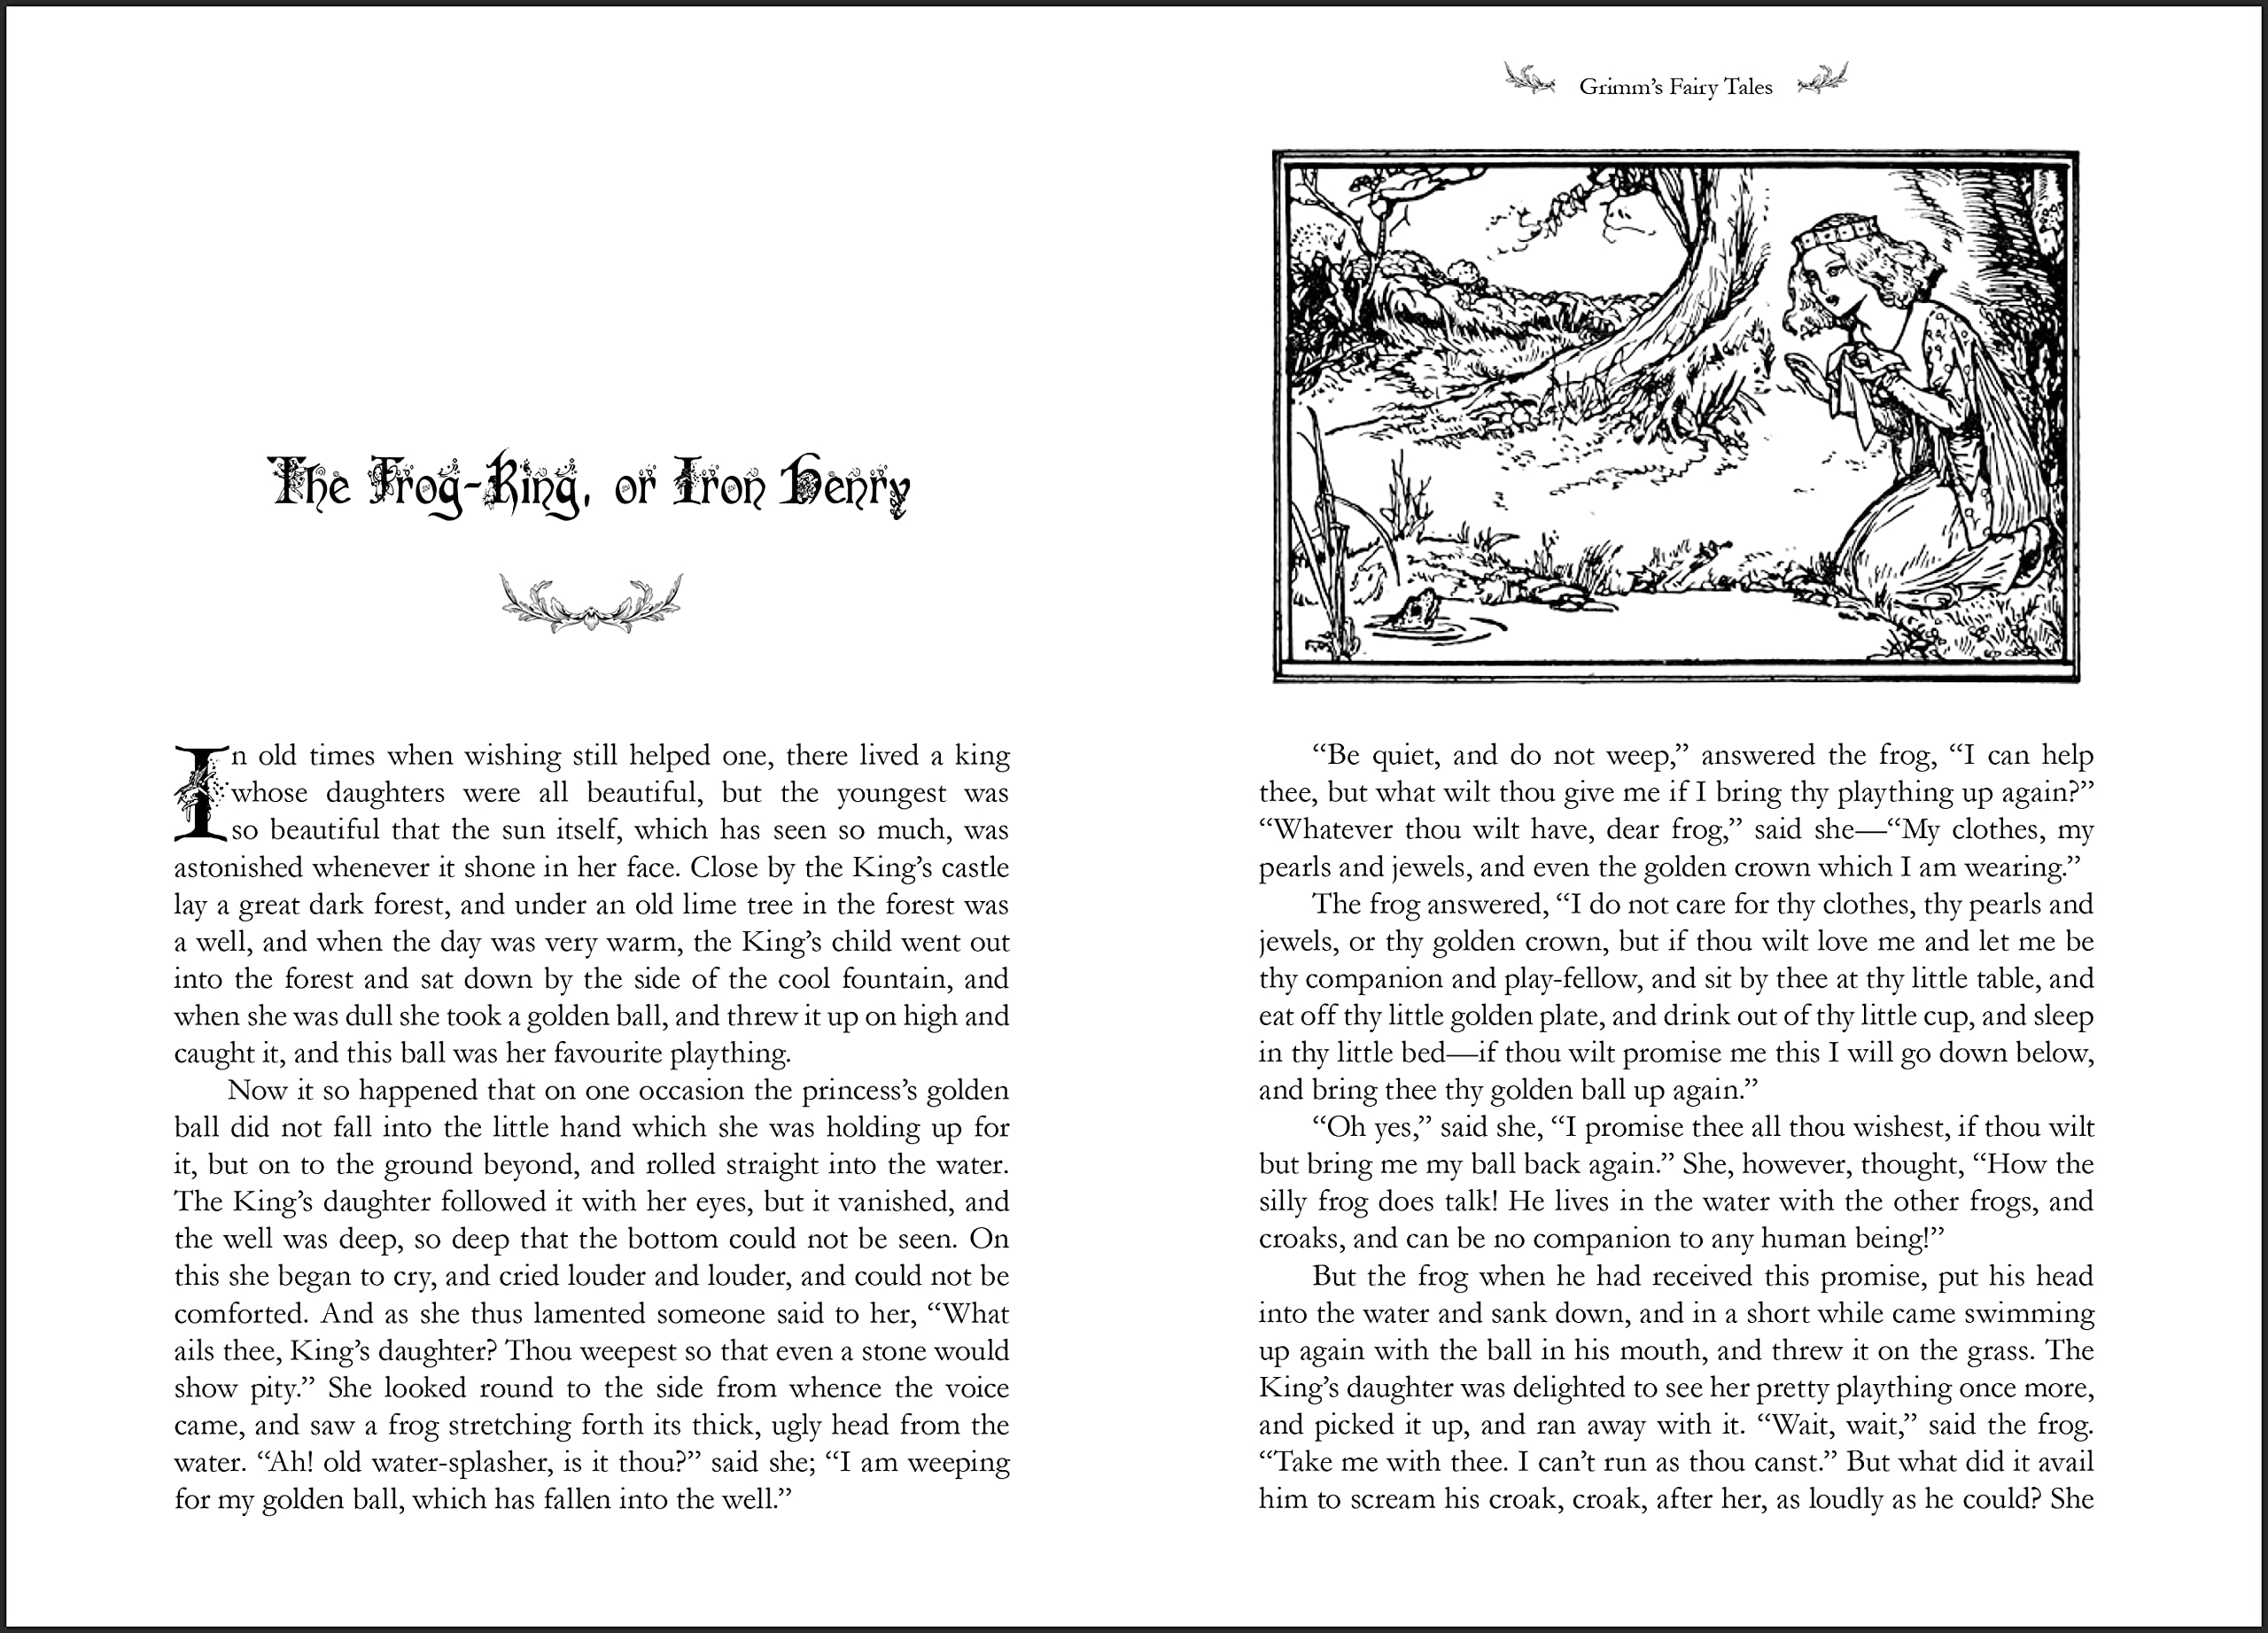 The Frog-King, or Iron Henry
In old times when wishing still helped one, there lived a king
whose daughters were all beautiful, but the youngest was
so beautiful that the sun itself, which has seen so much, was
astonished whenever it shone in her face. Close by the King’s castle
lay a great dark forest, and under an old lime tree in the forest was
a well, and when the day was very warm, the King’s child went out
into the forest and sat down by the side of the cool fountain, and
when she was dull she took a golden ball, and threw it up on high and
caught it, and this ball was her favourite plaything.
Now it so happened that on one occasion the princess’s golden
ball did not fall into the little hand which she was holding up for
it, but on to the ground beyond, and rolled straight into the water.
The King’s daughter followed it with her eyes, but it vanished, and
the well was deep, so deep that the bottom could not be seen. On
this she began to cry, and cried louder and louder, and could not be
comforted. And as she thus lamented someone said to her, “What
ails thee, King’s daughter? Thou weepest so that even a stone would
show pity.” She looked round to the side from whence the voice
came, and saw a frog stretching forth its thick, ugly head from the
water. “Ah! old water-splasher, is it thou?” said she; “I am weeping
for my golden ball, which has fallen into the well.”
Grimm’s Fairy Tales
“Be quiet, and do not weep,” answered the frog, “I can help
thee, but what wilt thou give me if I bring thy plaything up again?”
“Whatever thou wilt have, dear frog,” said she—“My clothes, my
pearls and jewels, and even the golden crown which I am wearing.”
The frog answered, “I do not care for thy clothes, thy pearls and
jewels, or thy golden crown, but if thou wilt love me and let me be
thy companion and play-fellow, and sit by thee at thy little table, and
eat off thy little golden plate, and drink out of thy little cup, and sleep
in thy little bed—if thou wilt promise me this I will go down below,
and bring thee thy golden ball up again.”
“Oh yes,” said she, “I promise thee all thou wishest, if thou wilt
but bring me my ball back again.” She, however, thought, “How the
silly frog does talk! He lives in the water with the other frogs, and
croaks, and can be no companion to any human being!”
But the frog when he had received this promise, put his head
into the water and sank down, and in a short while came swimming
up again with the ball in his mouth, and threw it on the grass. The
King’s daughter was delighted to see her pretty plaything once more,
and picked it up, and ran away with it. “Wait, wait,” said the frog.
“Take me with thee. I can’t run as thou canst.” But what did it avail
him to scream his croak, croak, after her, as loudly as he could? She